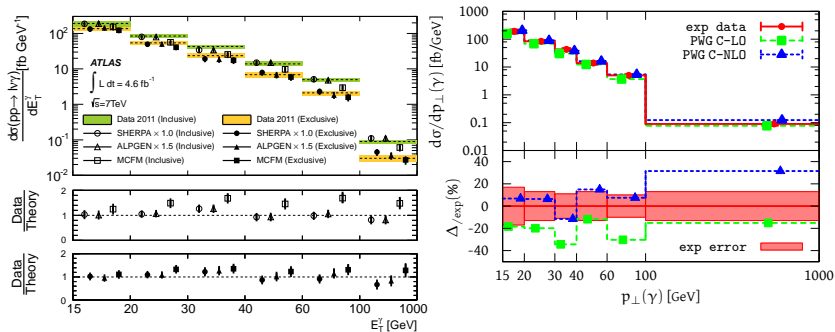 dσ(pp→ lνγ)
dE_T^γ
[fb GeV⁻¹]
10²
10
1
10⁻¹
10⁻²
ATLAS
∫ L dt = 4.6 fb⁻¹
√s=7TeV
Data 2011 (Inclusive)
Data 2011 (Exclusive)
SHERPA × 1.0 (Inclusive)
SHERPA × 1.0 (Exclusive)
ALPGEN × 1.5 (Inclusive)
ALPGEN × 1.5 (Exclusive)
MCFM (Inclusive)
MCFM (Exclusive)
Data
Theory
2
1
0
Data
Theory
2
1
0
15 20 30 40 60 100 1000
E_T^γ [GeV]
dσ/dp⊥(γ) [fb/GeV]
1000
100
10
1
0.10
0.01
exp data
PWG C-LO
PWG C-NLO
Δ/exp(%)
40
20
0
-20
-40
exp error
15 20 30 40 60 100 1000
p⊥(γ) [GeV]